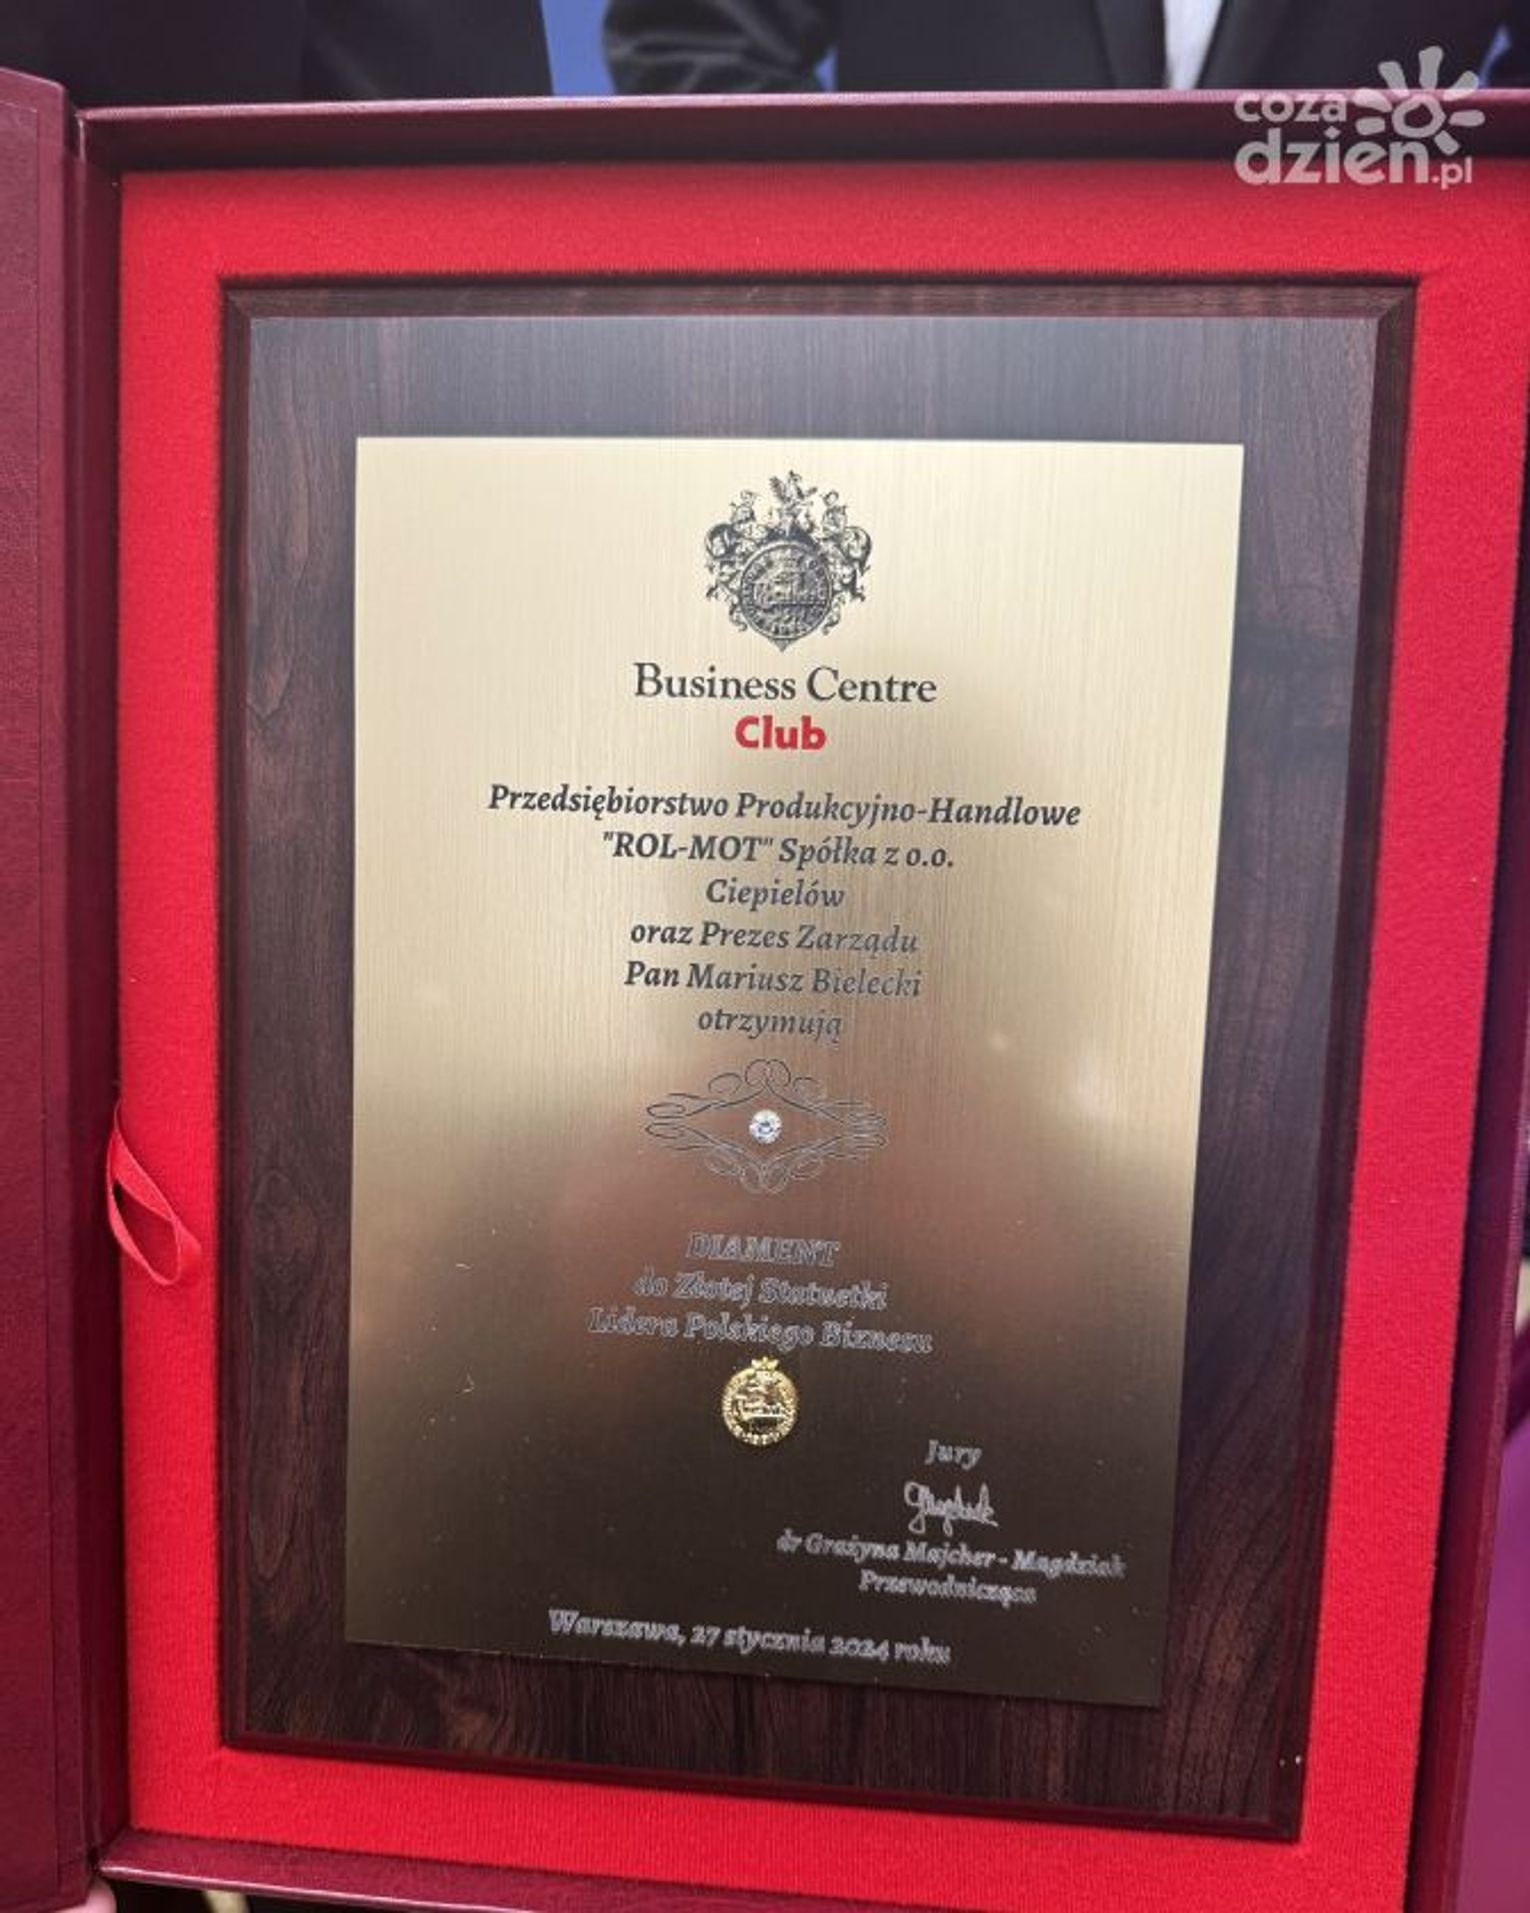 coza
dzien.pl
Business Centre
Club
Przedsiębiorstwo Produkcyjno-Handlowe
"ROL-MOT" Spółka z o.o.
Ciepielów
oraz Prezes Zarządu
Pan Mariusz Bielecki
otrzymują
DIAMENT
do Złotej Statuetki
Lidera Polskiego Biznesu
Jury
dr Grażyna Majcher - Magdziak
Przewodnicząca
Warszawa, 27 stycznia 2024 roku